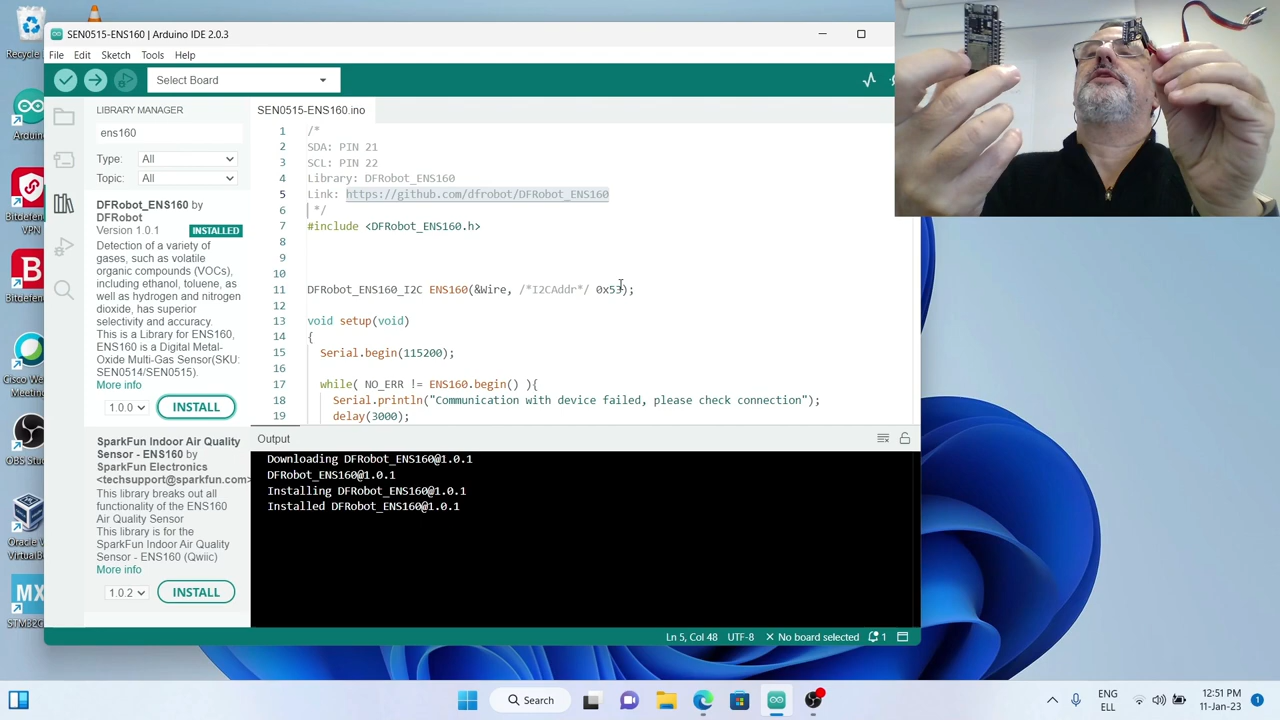 Recycle
SEN0515-ENS160 | Arduino IDE 2.0.3
File Edit Sketch Tools Help
Select Board
LIBRARY MANAGER
ens160
Type: All
Topic: All
DFRobot_ENS160 by
DFRobot
Version 1.0.1 INSTALLED
Detection of a variety of
gases, such as volatile
organic compounds (VOCs),
including ethanol, toluene, as
well as hydrogen and nitrogen
dioxide, has superior
selectivity and accuracy.
This is a Library for ENS160,
ENS160 is a Digital Metal-
Oxide Multi-Gas Sensor(SKU:
SEN0514/SEN0515).
More info
1.0.0 INSTALL
SparkFun Indoor Air Quality
Sensor - ENS160 by
SparkFun Electronics
<techsupport@sparkfun.com>
This library breaks out all
functionality of the ENS160
Air Quality Sensor
This library is for the
SparkFun Indoor Air Quality
Sensor - ENS160 (Qwiic)
More info
1.0.2 INSTALL
SEN0515-ENS160.ino
1 /*
2 SDA: PIN 21
3 SCL: PIN 22
4 Library: DFRobot_ENS160
5 Link: https://github.com/dfrobot/DFRobot_ENS160
6 */
7 #include <DFRobot_ENS160.h>
8
9
10
11 DFRobot_ENS160_I2C ENS160(&Wire, /*I2CAddr*/ 0x53);
12
13 void setup(void)
14 {
15 Serial.begin(115200);
16
17 while( NO_ERR != ENS160.begin() ){
18 Serial.println("Communication with device failed, please check connection");
19 delay(3000);
Output
Downloading DFRobot_ENS160@1.0.1
DFRobot_ENS160@1.0.1
Installing DFRobot_ENS160@1.0.1
Installed DFRobot_ENS160@1.0.1
Ln 5, Col 48 UTF-8 No board selected 1
VPN
OBS
MX
Search
ENG
ELL
12:51 PM
11-Jan-23
1